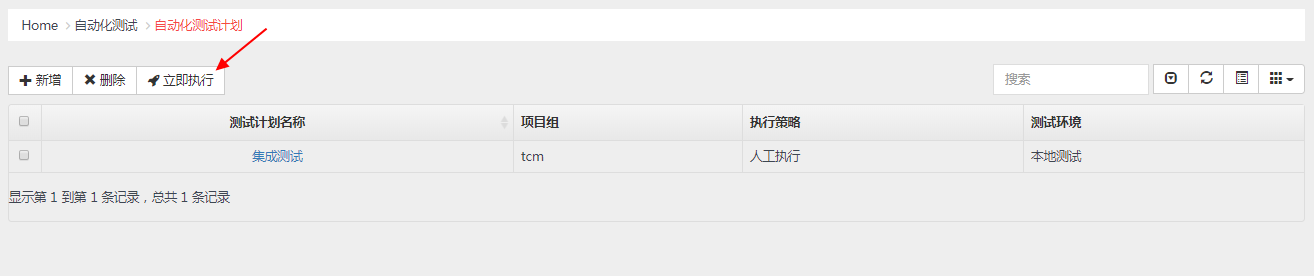 Home > 自动化测试 > 自动化测试计划
新增 删除 立即执行 搜索
测试计划名称 项目组 执行策略 测试环境
集成测试 tcm 人工执行 本地测试
显示第 1 到第 1 条记录，总共 1 条记录